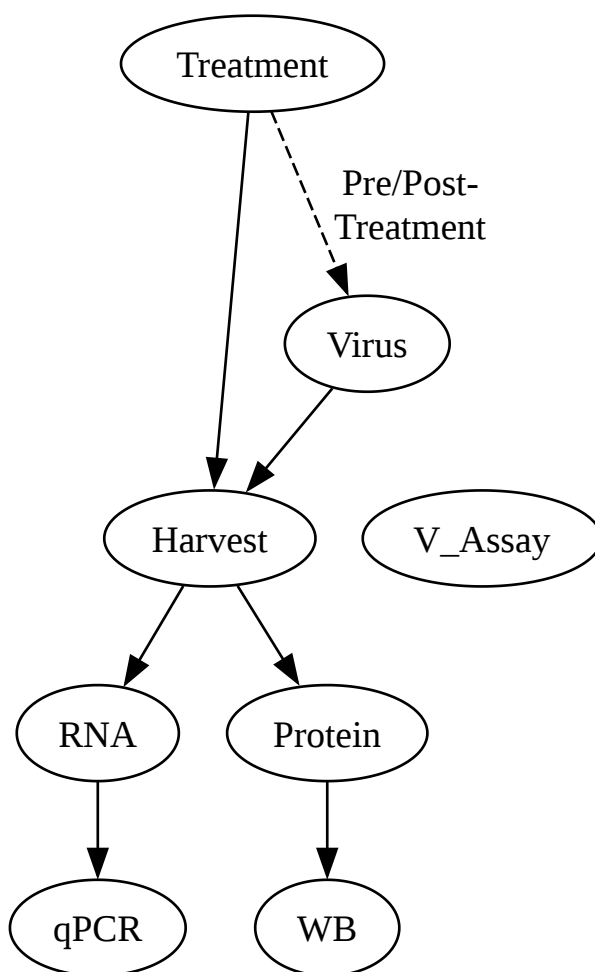 Treatment
Pre/Post-
Treatment
Virus
Harvest
V_Assay
RNA
Protein
qPCR
WB